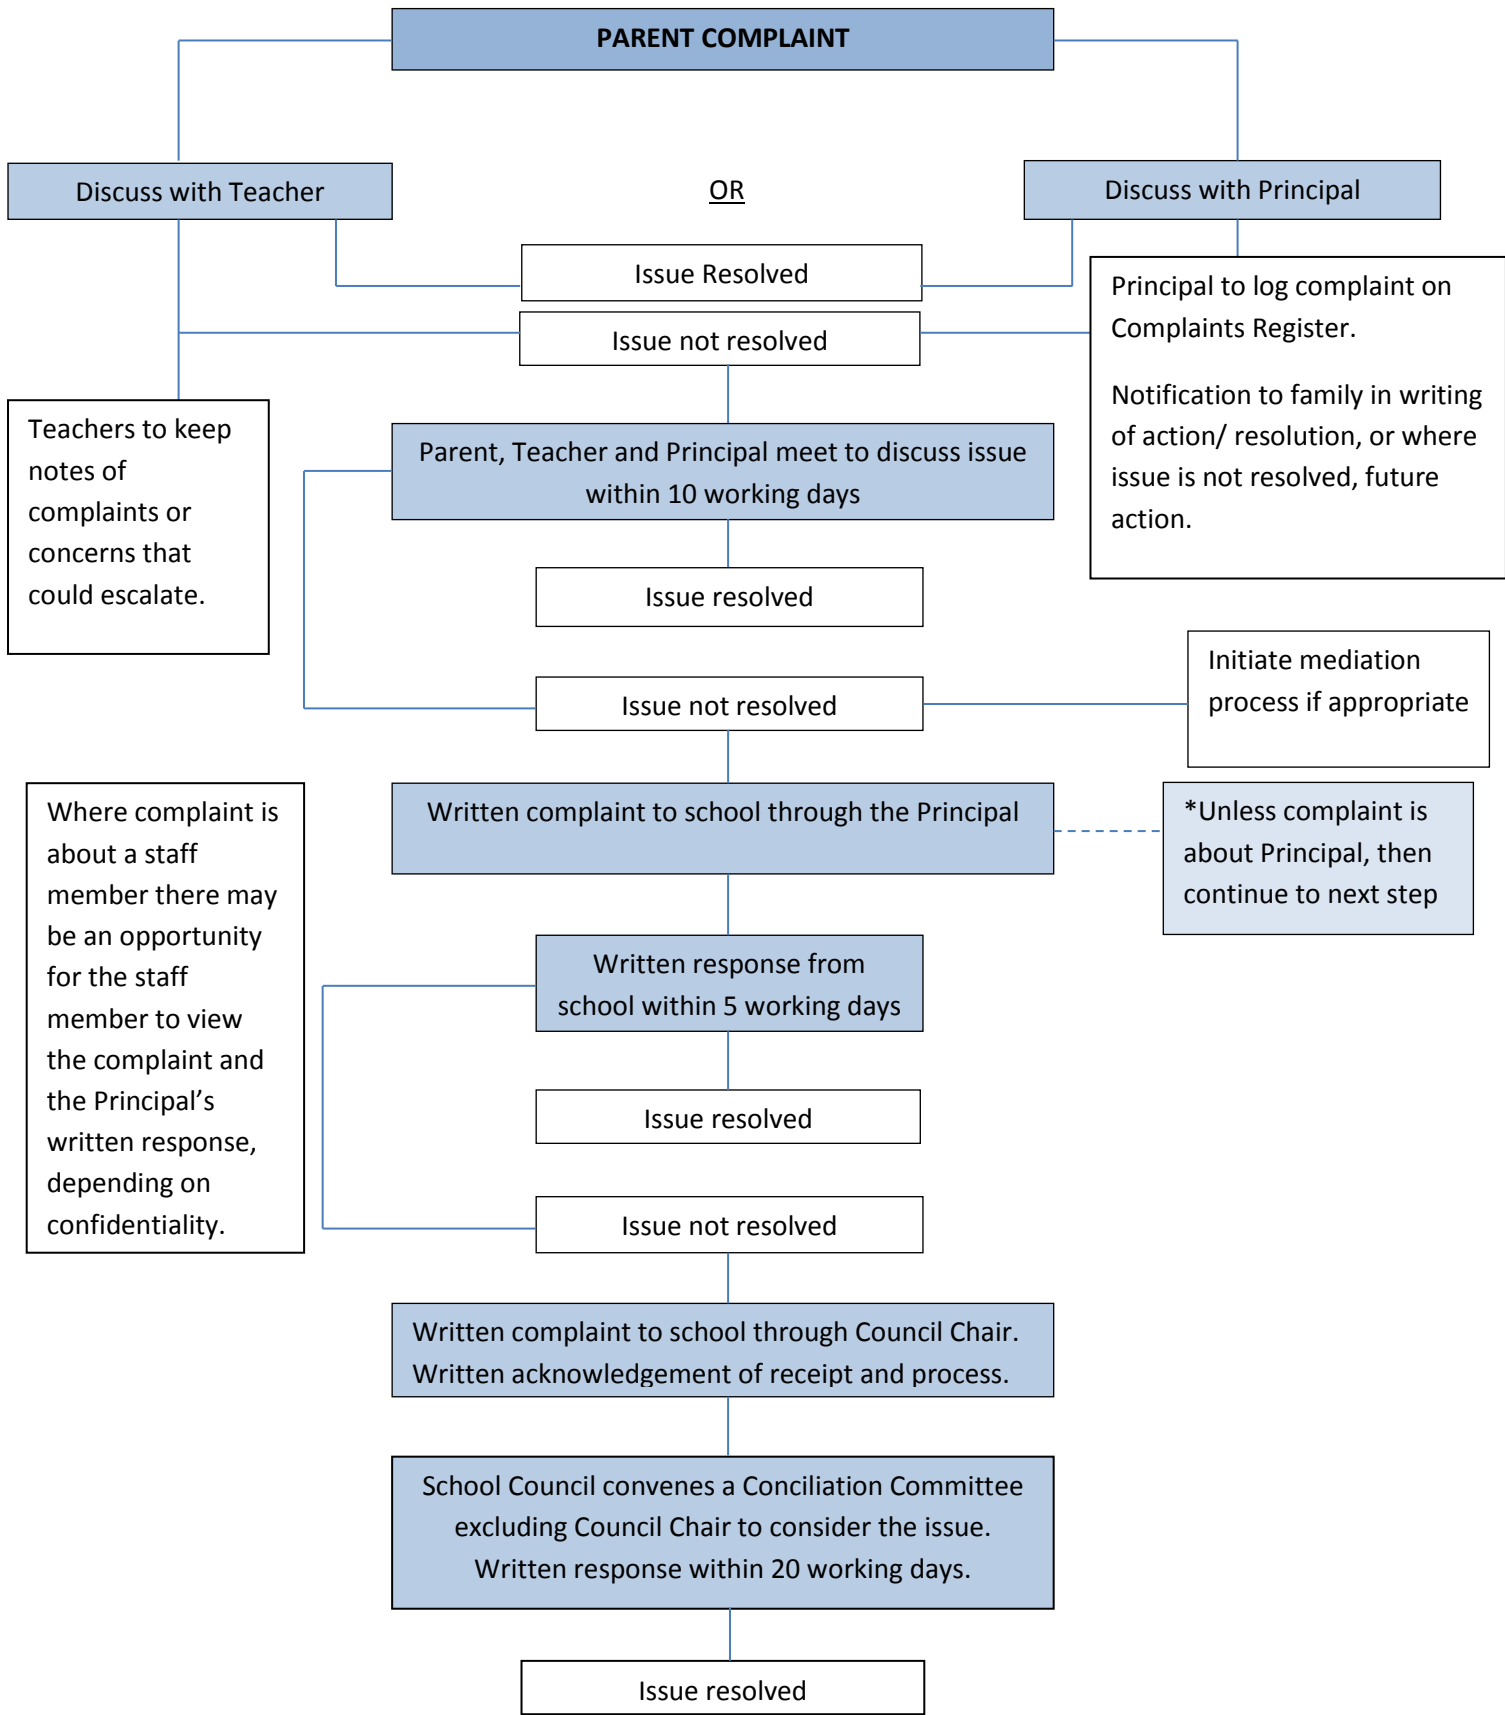 PARENT COMPLAINT
Discuss with Teacher
OR
Discuss with Principal
Issue Resolved
Issue not resolved
Principal to log complaint on
Complaints Register.
Notification to family in writing
of action/ resolution, or where
issue is not resolved, future
action.
Teachers to keep
notes of
complaints or
concerns that
could escalate.
Parent, Teacher and Principal meet to discuss issue
within 10 working days
Issue resolved
Issue not resolved
Initiate mediation
process if appropriate
Written complaint to school through the Principal
*Unless complaint is
about Principal, then
continue to next step
Where complaint is
about a staff
member there may
be an opportunity
for the staff
member to view
the complaint and
the Principal’s
written response,
depending on
confidentiality.
Written response from
school within 5 working days
Issue resolved
Issue not resolved
Written complaint to school through Council Chair.
Written acknowledgement of receipt and process.
School Council convenes a Conciliation Committee
excluding Council Chair to consider the issue.
Written response within 20 working days.
Issue resolved